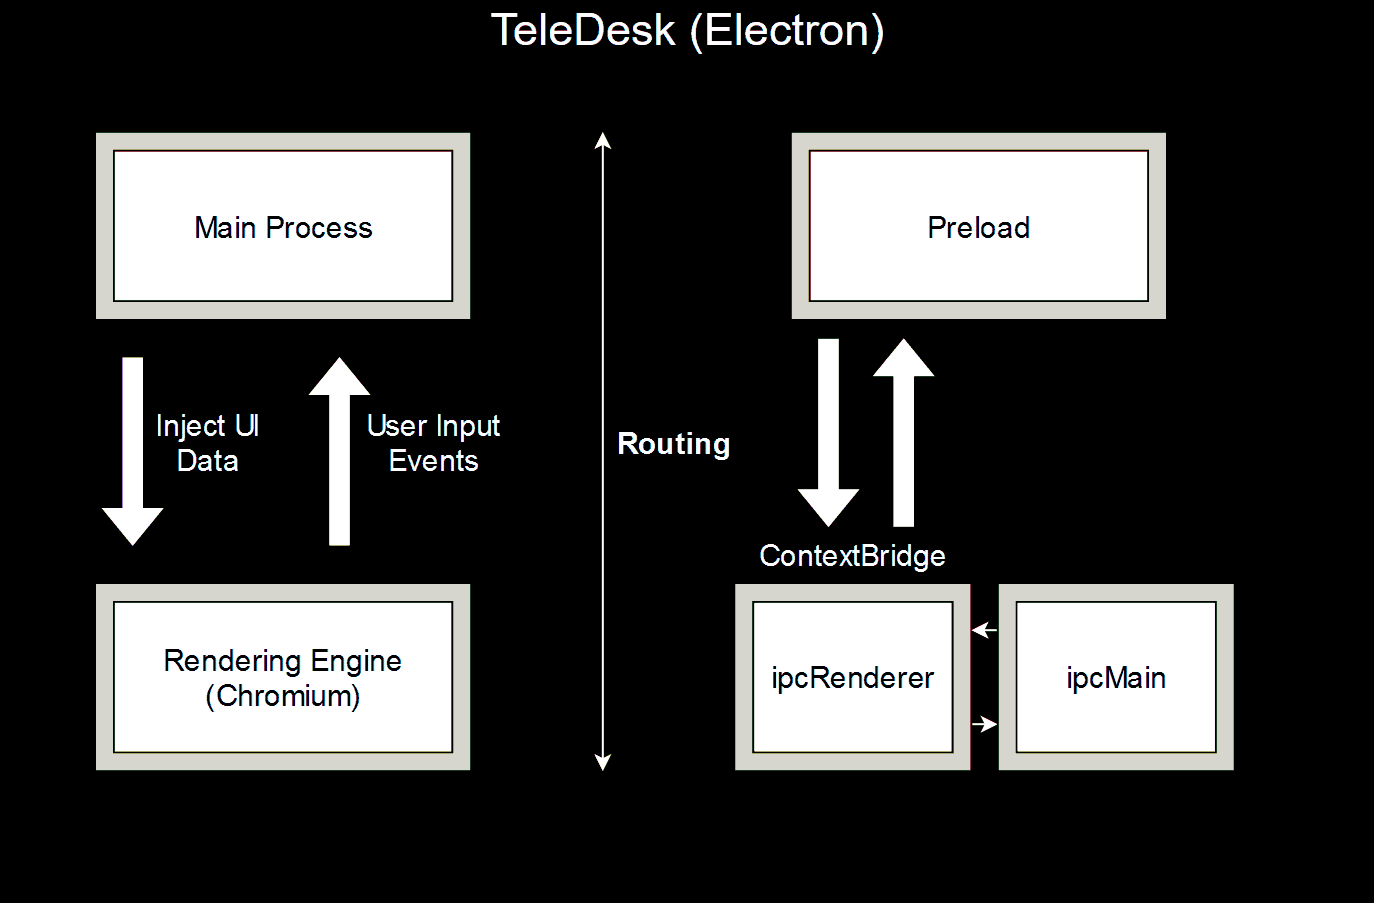 TeleDesk (Electron)
Main Process
Preload
Inject UI
Data
User Input
Events
Routing
ContextBridge
Rendering Engine
(Chromium)
ipcRenderer
ipcMain